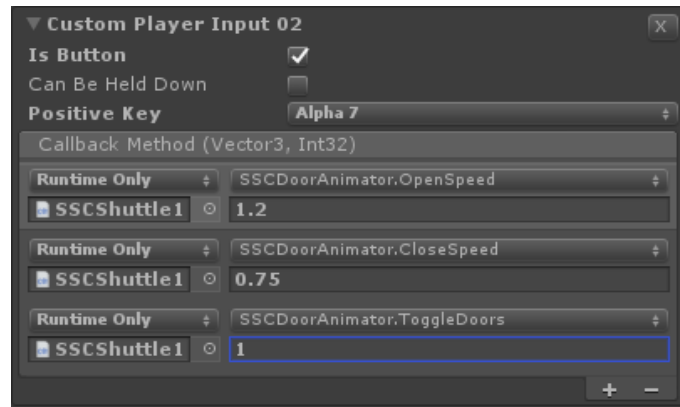 Custom Player Input 02 X
Is Button
Can Be Held Down
Positive Key Alpha 7
Callback Method (Vector3, Int32)
Runtime Only SSCDoorAnimator.OpenSpeed
SSCShuttle1 1.2
Runtime Only SSCDoorAnimator.CloseSpeed
SSCShuttle1 0.75
Runtime Only SSCDoorAnimator.ToggleDoors
SSCShuttle1 1
+ −